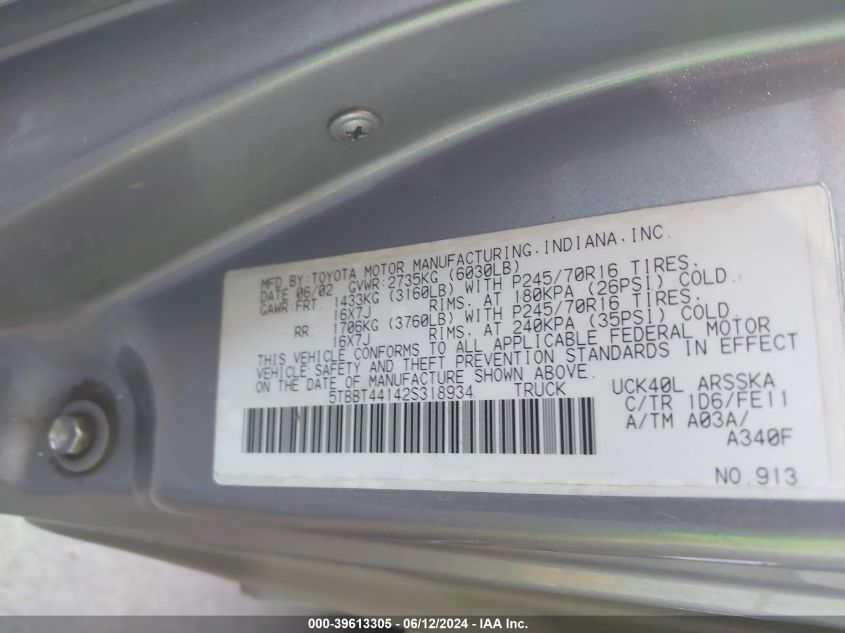 MFD.BY:TOYOTA MOTOR MANUFACTURING.INDIANA,INC.
DATE 06/02 GVWR:2735KG (6030LB)
GAWR:FRT. 1433KG (3160LB) WITH P245/70R16 TIRES.
16X7J RIMS. AT 180KPA (26PSI) COLD.
RR. 1706KG (3760LB) WITH P245/70R16 TIRES.
16X7J RIMS. AT 240KPA (35PSI) COLD.
THIS VEHICLE CONFORMS TO ALL APPLICABLE FEDERAL MOTOR
VEHICLE SAFETY AND THEFT PREVENTION STANDARDS IN EFFECT
ON THE DATE OF MANUFACTURE SHOWN ABOVE.
5TBBT44142S318934 TRUCK
UCK40L ARSSKA
C/TR 1D6/FE11
A/TM A03A/
A340F
NO.913
000-39613305 - 06/12/2024 - IAA Inc.